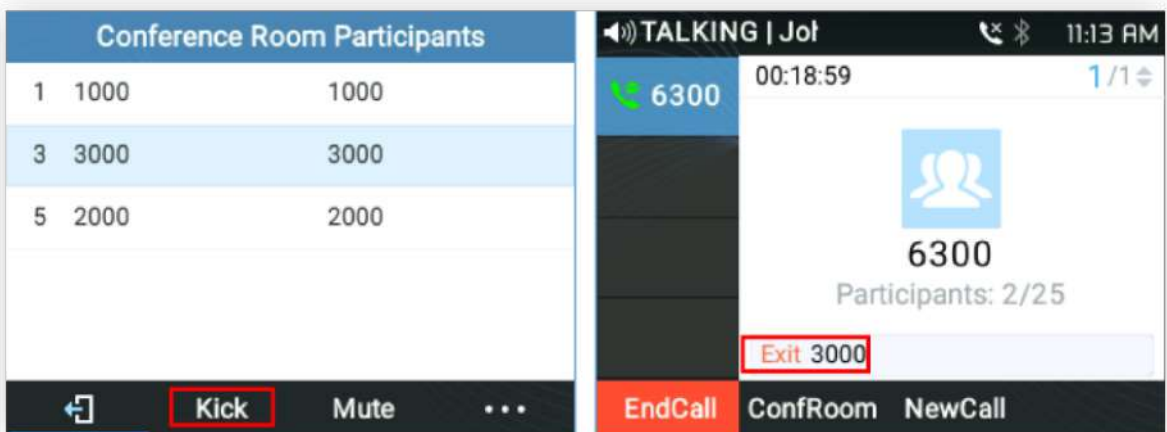 Conference Room Participants
1 1000 1000
3 3000 3000
5 2000 2000
Kick Mute ...
TALKING | Joh 11:13 AM
6300
00:18:59 1/1
6300
Participants: 2/25
Exit 3000
EndCall ConfRoom NewCall